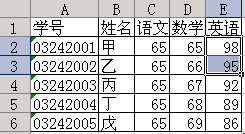 A B C D E
1 学号 姓名 语文 数学 英语
2 03242001 甲 65 65 98
3 03242002 乙 65 66 95
4 03242003 丙 65 67 92
5 03242004 丁 65 68 89
6 03242005 戊 65 69 86